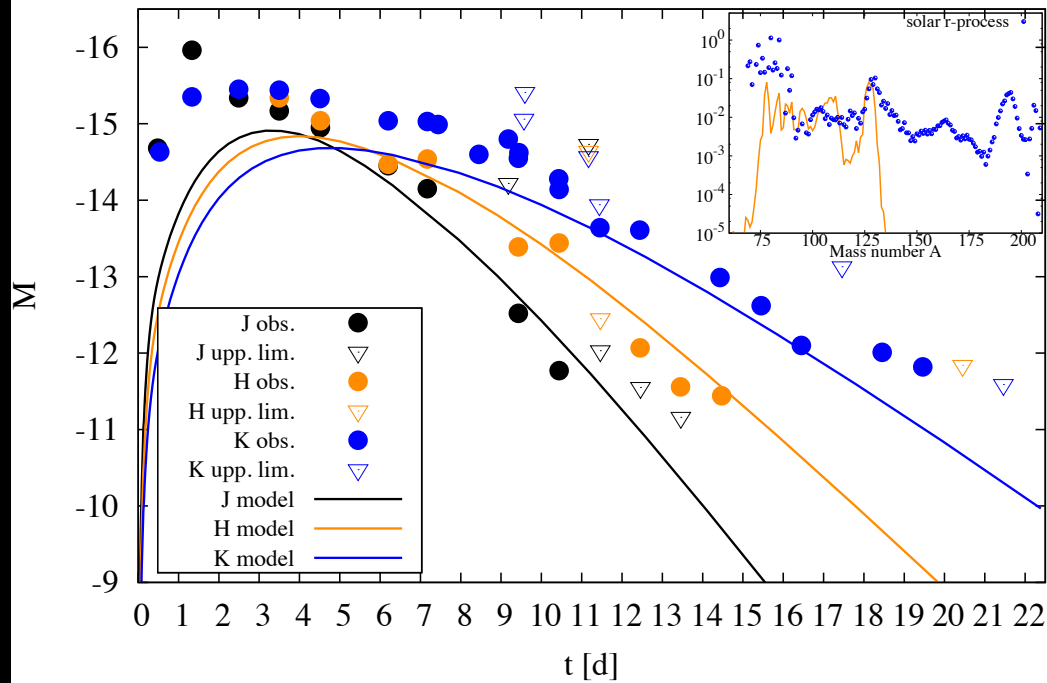 M
-16
-15
-14
-13
-12
-11
-10
-9
0 1 2 3 4 5 6 7 8 9 10 11 12 13 14 15 16 17 18 19 20 21 22
t [d]
J obs.
J upp. lim.
H obs.
H upp. lim.
K obs.
K upp. lim.
J model
H model
K model
solar r-process
10^0
10^-1
10^-2
10^-3
10^-4
10^-5
75 100 125 150 175 200
Mass number A